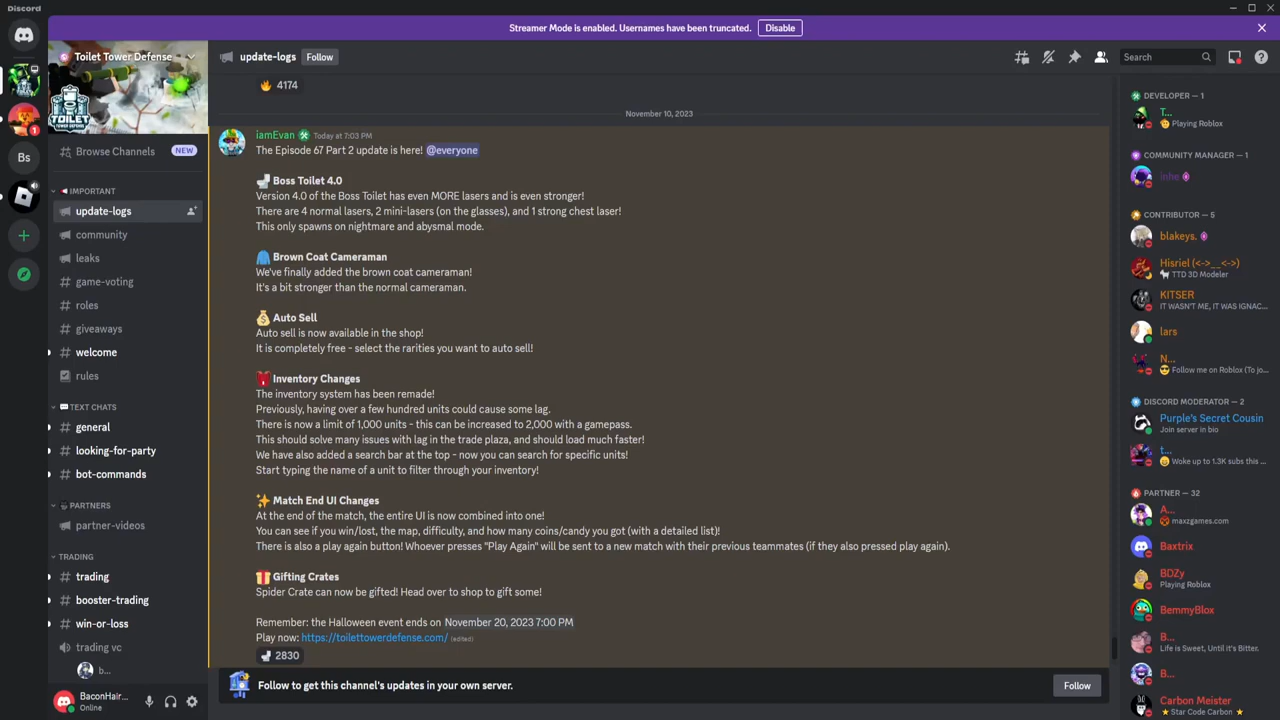 Discord
Streamer Mode is enabled. Usernames have been truncated.
Disable
Toilet Tower Defense
TOILET
TOWER DEFENSE
Browse Channels
NEW
IMPORTANT
update-logs
community
leaks
game-voting
roles
giveaways
welcome
rules
TEXT CHATS
general
looking-for-party
bot-commands
PARTNERS
partner-videos
TRADING
trading
booster-trading
win-or-loss
trading vc
b...
BaconHair...
Online
Bs
1
update-logs
Follow
Search
4174
November 10, 2023
iamEvan
Today at 7:03 PM
The Episode 67 Part 2 update is here! @everyone
Boss Toilet 4.0
Version 4.0 of the Boss Toilet has even MORE lasers and is even stronger!
There are 4 normal lasers, 2 mini-lasers (on the glasses), and 1 strong chest laser!
This only spawns on nightmare and abysmal mode.
Brown Coat Cameraman
We've finally added the brown coat cameraman!
It's a bit stronger than the normal cameraman.
Auto Sell
Auto sell is now available in the shop!
It is completely free - select the rarities you want to auto sell!
Inventory Changes
The inventory system has been remade!
Previously, having over a few hundred units could cause some lag.
There is now a limit of 1,000 units - this can be increased to 2,000 with a gamepass.
This should solve many issues with lag in the trade plaza, and should load much faster!
We have also added a search bar at the top - now you can search for specific units!
Start typing the name of a unit to filter through your inventory!
Match End UI Changes
At the end of the match, the entire UI is now combined into one!
You can see if you win/lost, the map, difficulty, and how many coins/candy you got (with a detailed list)!
There is also a play again button! Whoever presses "Play Again" will be sent to a new match with their previous teammates (if they also pressed play again).
Gifting Crates
Spider Crate can now be gifted! Head over to shop to gift some!
Remember: the Halloween event ends on November 20, 2023 7:00 PM
Play now: https://toilettowerdefense.com/ (edited)
2830
Follow to get this channel's updates in your own server.
Follow
DEVELOPER — 1
T...
Playing Roblox
COMMUNITY MANAGER — 1
inhe
CONTRIBUTOR — 5
blakeys.
Hisriel (<->__<->)
TTD 3D Modeler
KITSER
IT WASN'T ME, IT WAS IGNAC...
lars
N...
Follow me on Roblox (To jo...
DISCORD MODERATOR — 2
Purple's Secret Cousin
Join server in bio
t...
Woke up to 1.3K subs this ...
PARTNER — 32
A...
maxzgames.com
Baxtrix
BDZy
Playing Roblox
BemmyBlox
B...
Life is Sweet, Until it's Bitter.
B...
Carbon Meister
Star Code Carbon